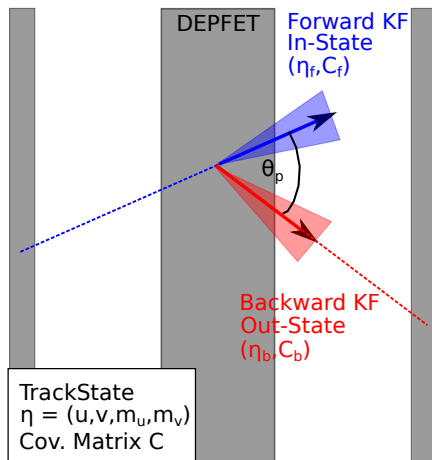 DEPFET
Forward KF
In-State
(η_f,C_f)
θ_p
Backward KF
Out-State
(η_b,C_b)
TrackState
η = (u,v,m_u,m_v)
Cov. Matrix C